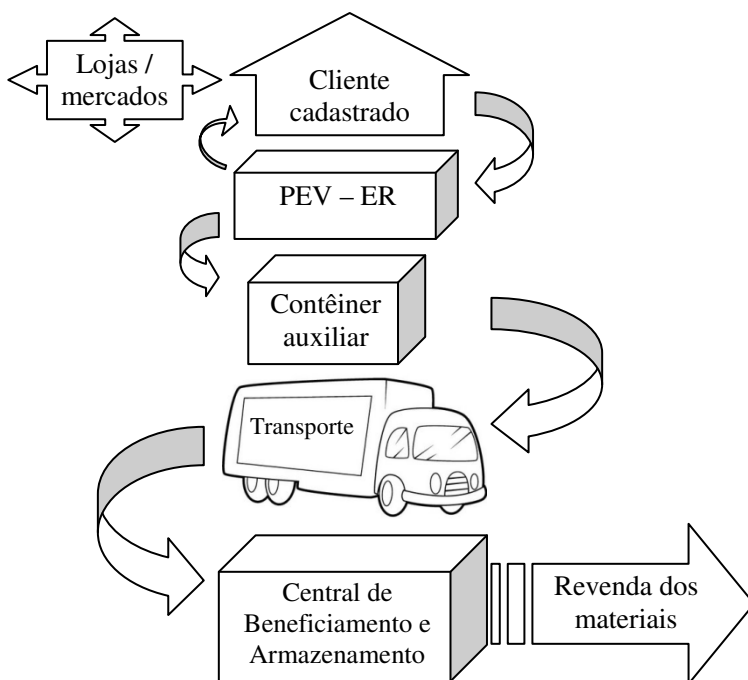 Lojas /
mercados
Cliente
cadastrado
PEV – ER
Contêiner
auxiliar
Transporte
Central de
Beneficiamento e
Armazenamento
Revenda dos
materiais